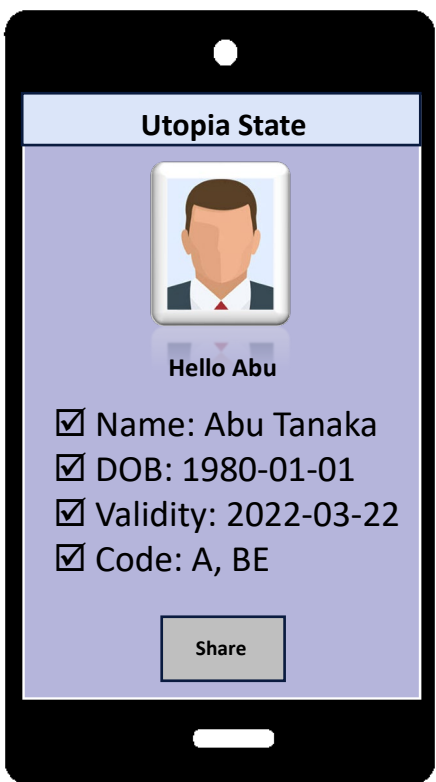 Utopia State
Hello Abu
☑ Name: Abu Tanaka
☑ DOB: 1980-01-01
☑ Validity: 2022-03-22
☑ Code: A, BE
Share